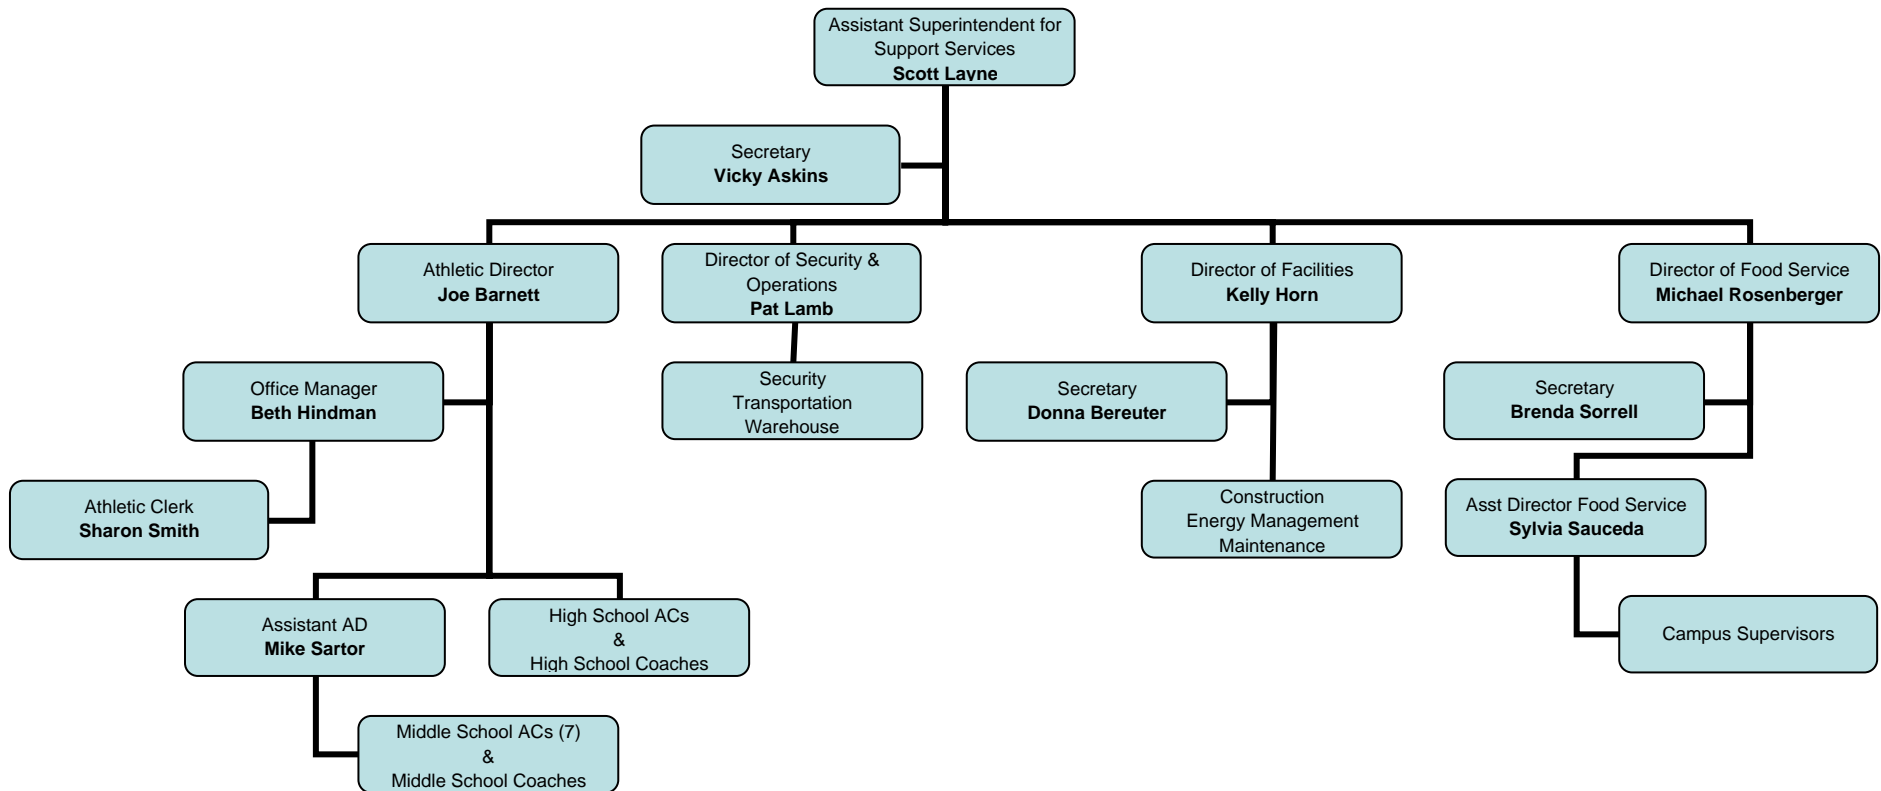 Assistant Superintendent for
Support Services
Scott Layne
Secretary
Vicky Askins
Athletic Director
Joe Barnett
Director of Security &
Operations
Pat Lamb
Director of Facilities
Kelly Horn
Director of Food Service
Michael Rosenberger
Office Manager
Beth Hindman
Security
Transportation
Warehouse
Secretary
Donna Bereuter
Secretary
Brenda Sorrell
Athletic Clerk
Sharon Smith
Construction
Energy Management
Maintenance
Asst Director Food Service
Sylvia Sauceda
Assistant AD
Mike Sartor
High School ACs
&
High School Coaches
Campus Supervisors
Middle School ACs (7)
&
Middle School Coaches